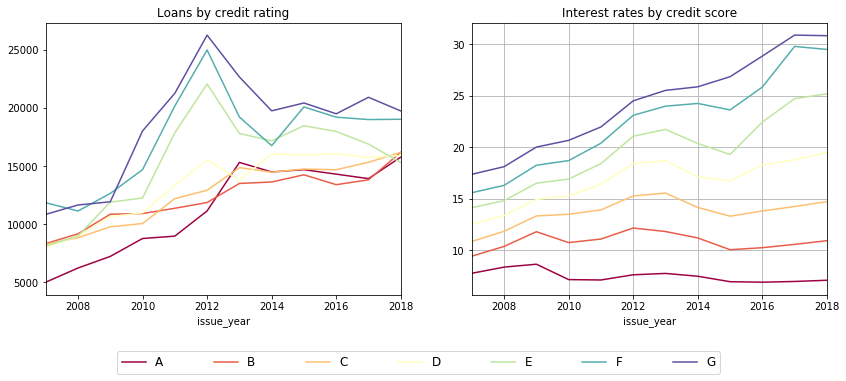 Loans by credit rating
25000
20000
15000
10000
5000
2008 2010 2012 2014 2016 2018
issue_year
Interest rates by credit score
30
25
20
15
10
2008 2010 2012 2014 2016 2018
issue_year
A B C D E F G